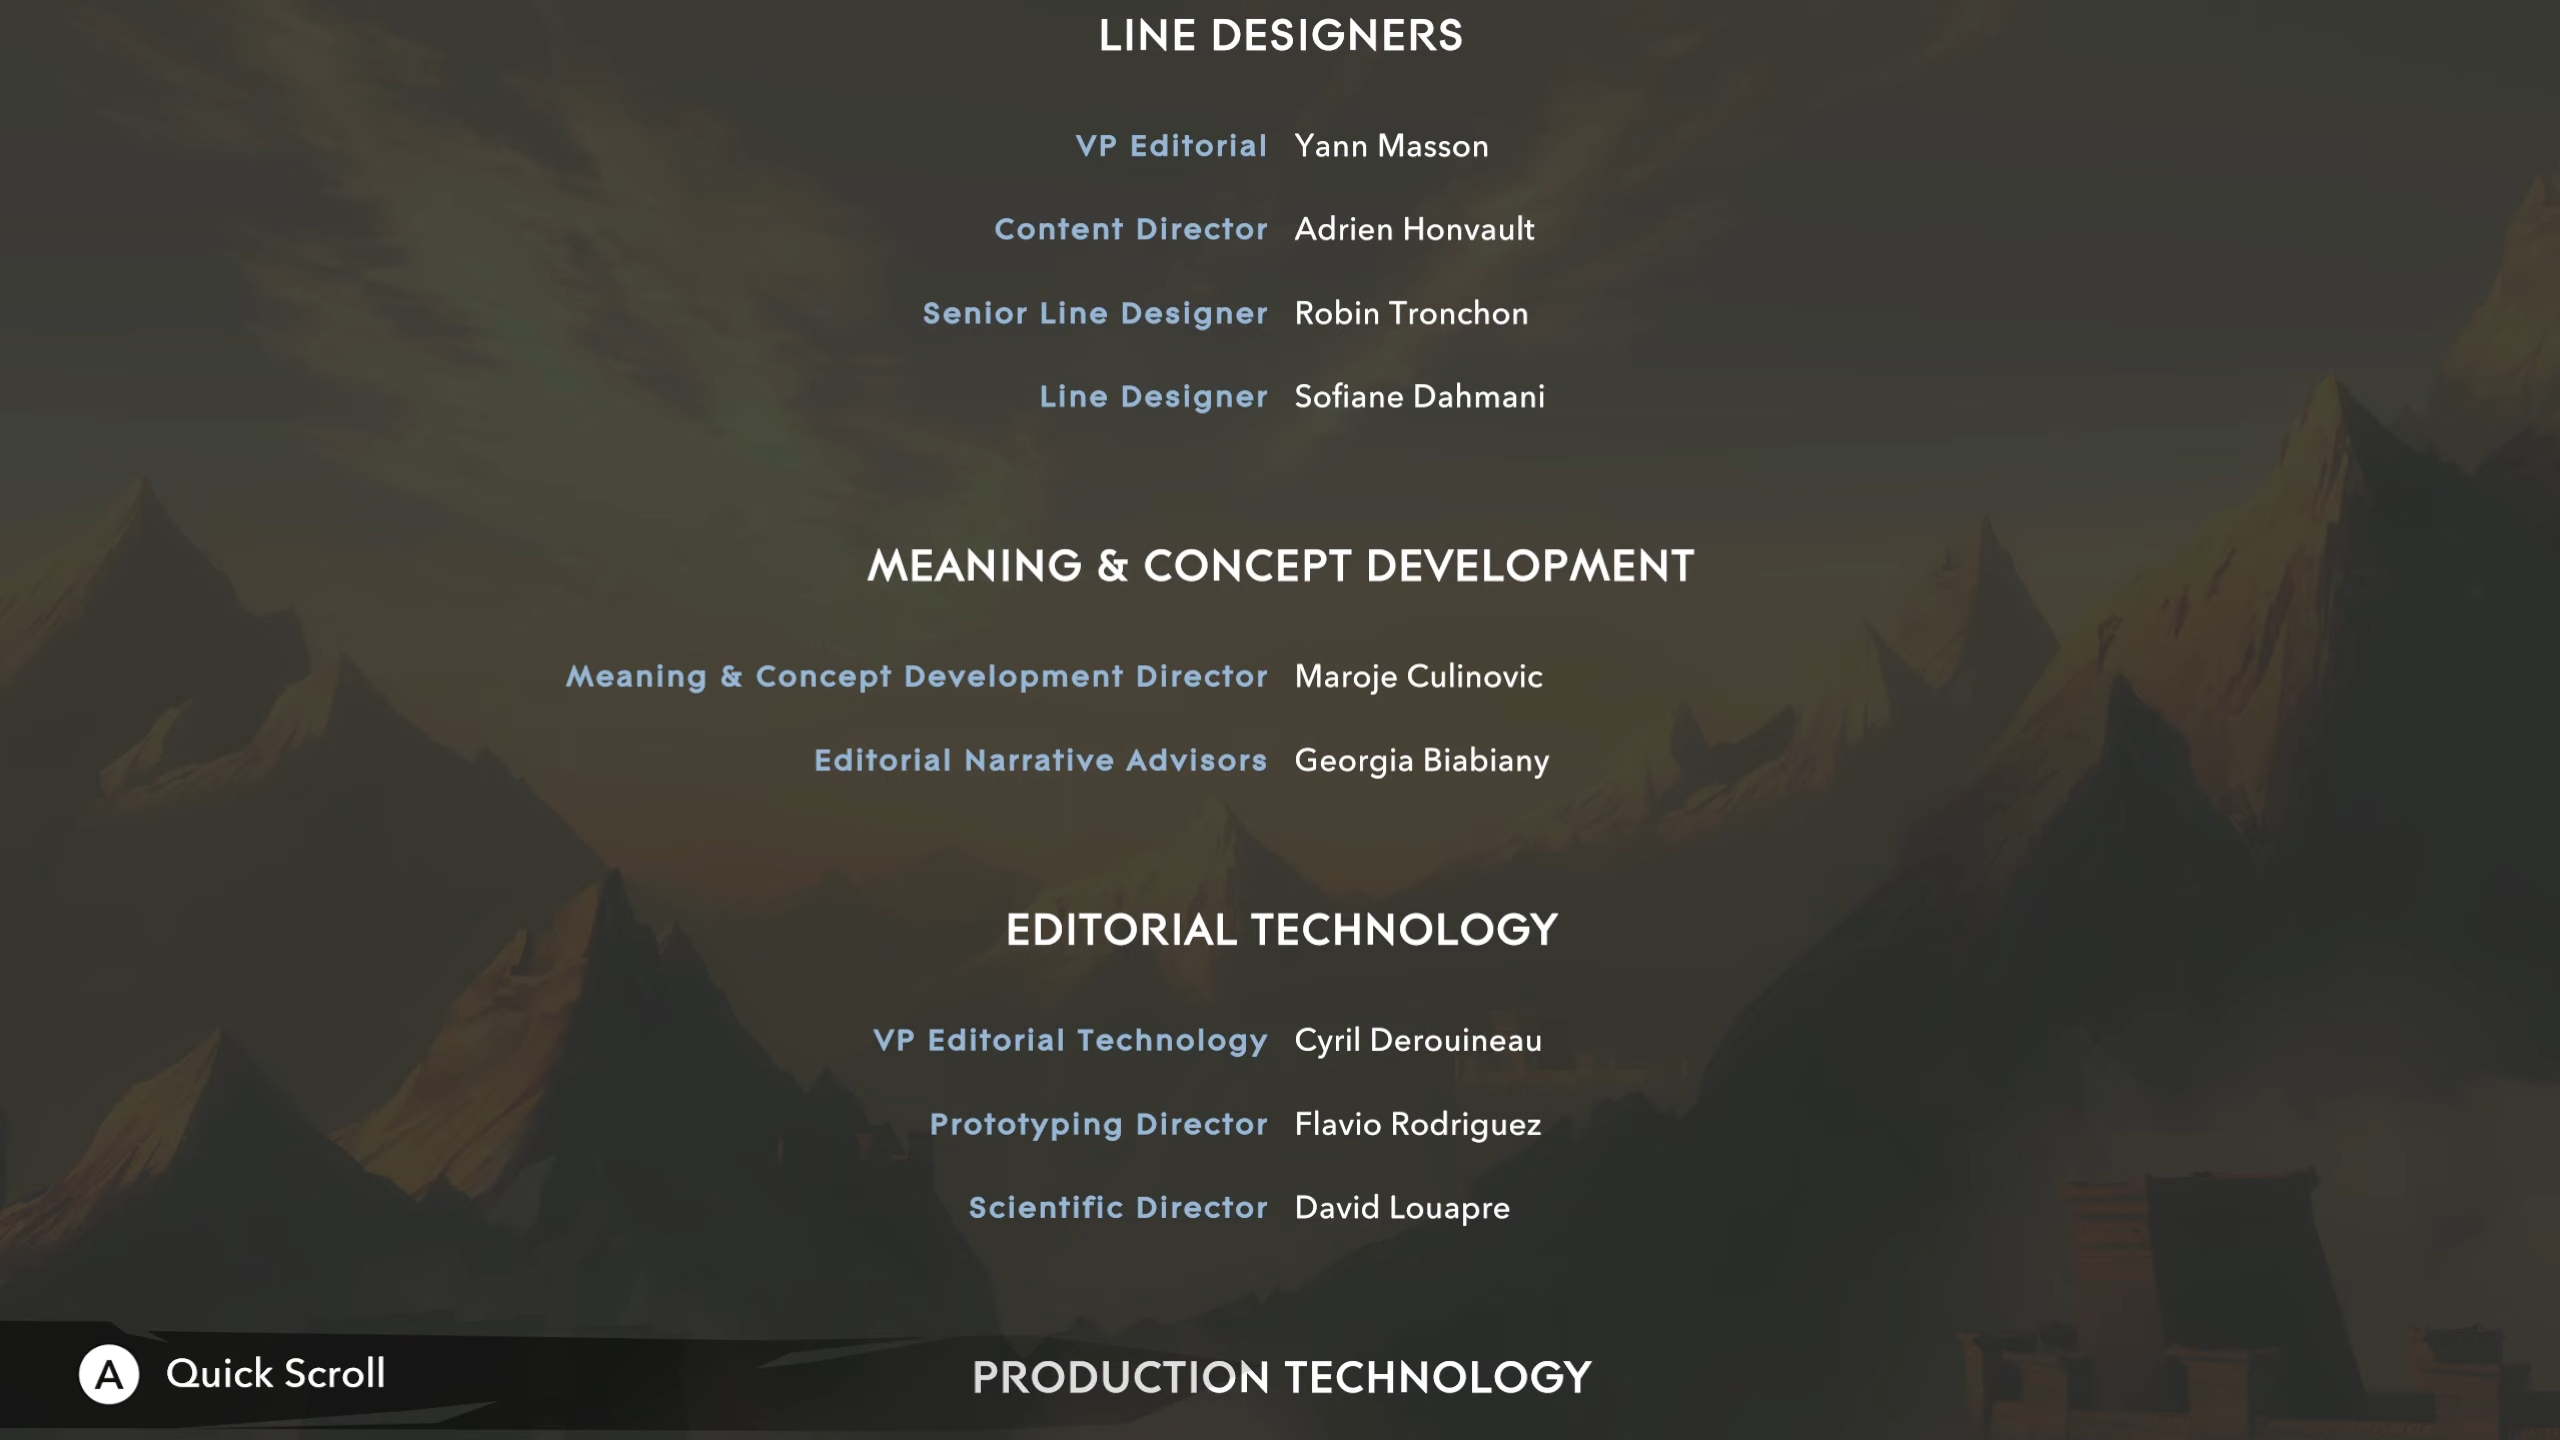 LINE DESIGNERS
VP Editorial Yann Masson
Content Director Adrien Honvault
Senior Line Designer Robin Tronchon
Line Designer Sofiane Dahmani
MEANING & CONCEPT DEVELOPMENT
Meaning & Concept Development Director Maroje Culinovic
Editorial Narrative Advisors Georgia Biabiany
EDITORIAL TECHNOLOGY
VP Editorial Technology Cyril Derouineau
Prototyping Director Flavio Rodriguez
Scientific Director David Louapre
A Quick Scroll
PRODUCTION TECHNOLOGY